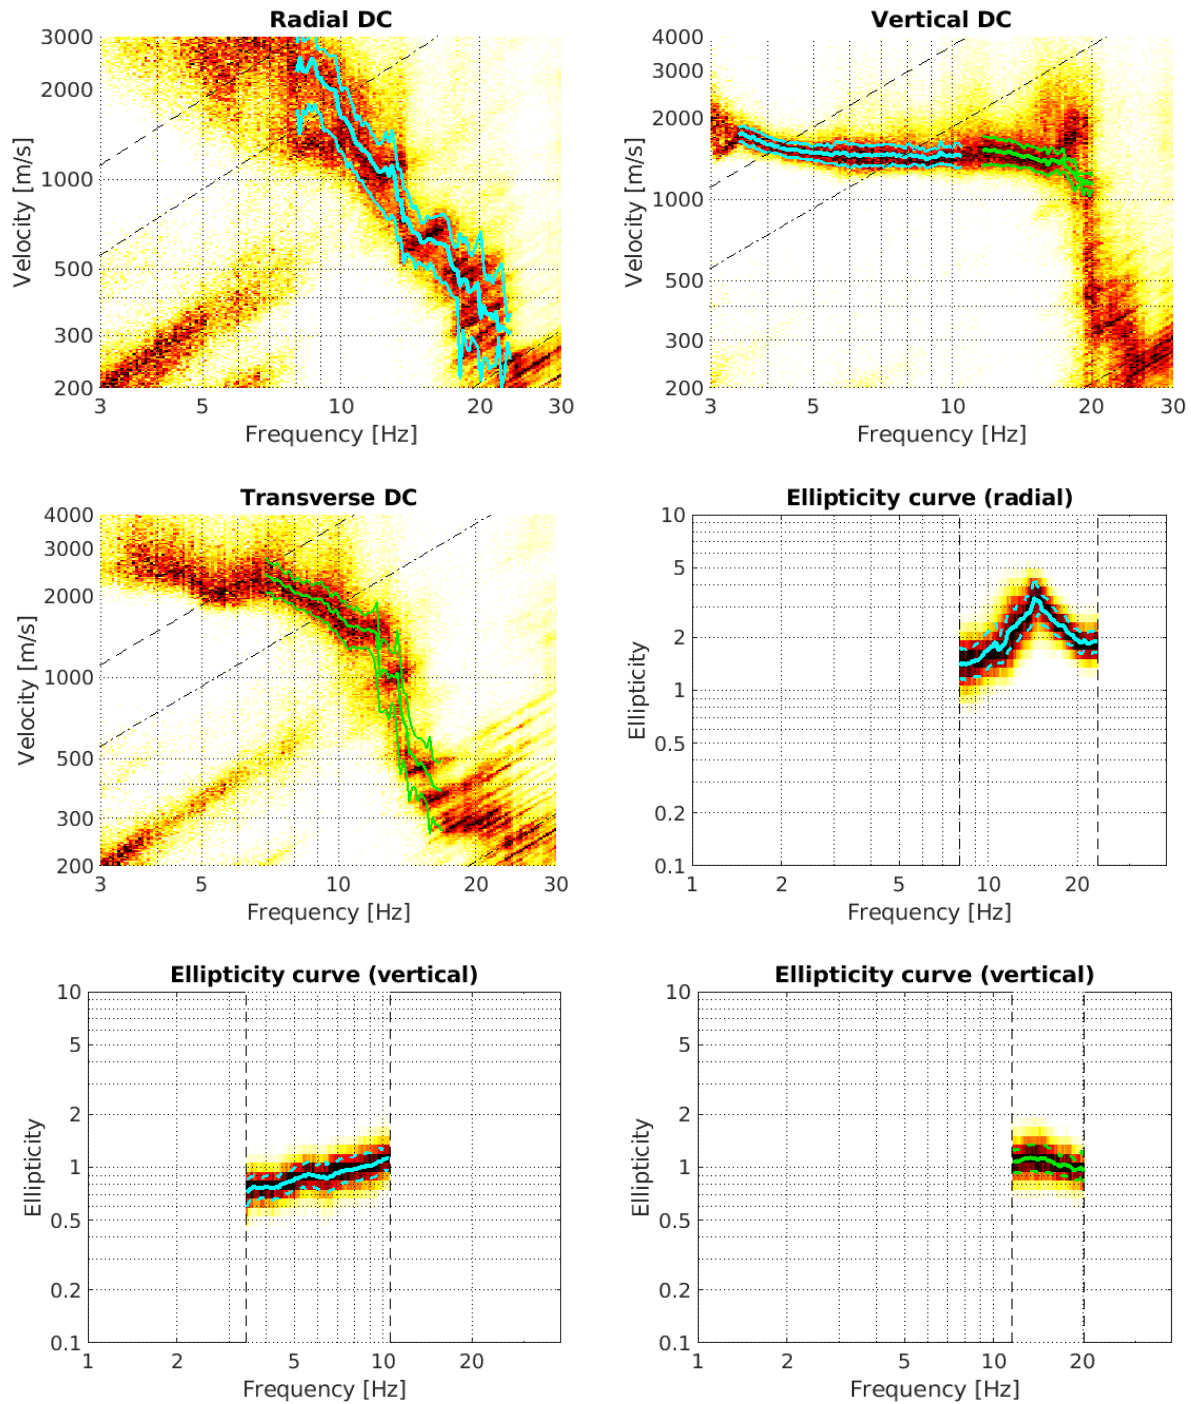 Radial DC
3000
2000
1000
500
300
200
Velocity [m/s]
3 5 10 20 30
Frequency [Hz]
Vertical DC
4000
3000
2000
1000
500
300
200
Velocity [m/s]
3 5 10 20 30
Frequency [Hz]
Transverse DC
4000
3000
2000
1000
500
300
200
Velocity [m/s]
3 5 10 20 30
Frequency [Hz]
Ellipticity curve (radial)
10
5
2
1
0.5
0.2
0.1
Ellipticity
1 2 5 10 20
Frequency [Hz]
Ellipticity curve (vertical)
10
5
2
1
0.5
0.2
0.1
Ellipticity
1 2 5 10 20
Frequency [Hz]
Ellipticity curve (vertical)
10
5
2
1
0.5
0.2
0.1
Ellipticity
1 2 5 10 20
Frequency [Hz]